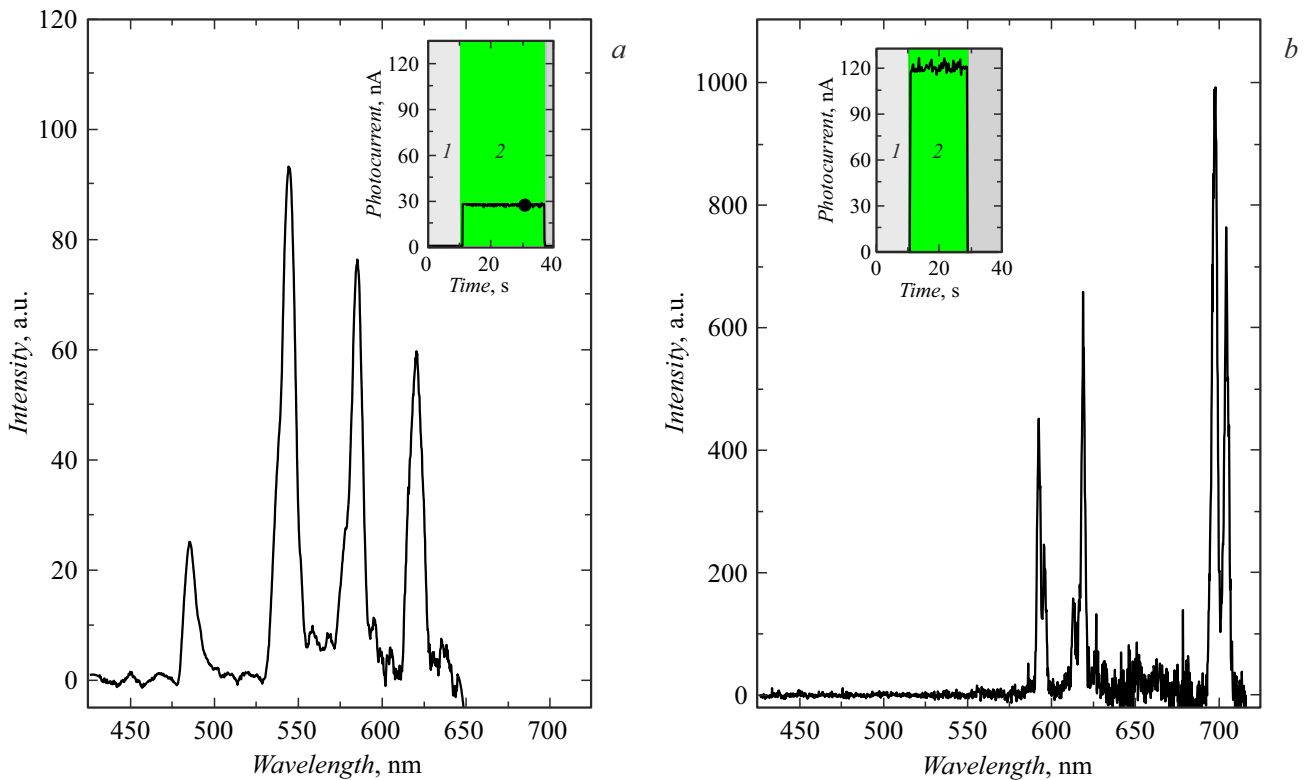 120
100
80
60
40
20
0
Intensity, a.u.
450 500 550 600 650 700
Wavelength, nm
a
120
90
60
30
0
Photocurrent, nA
1 2
0 20 40
Time, s
1000
800
600
400
200
0
Intensity, a.u.
450 500 550 600 650 700
Wavelength, nm
b
120
90
60
30
0
Photocurrent, nA
1 2
0 20 40
Time, s